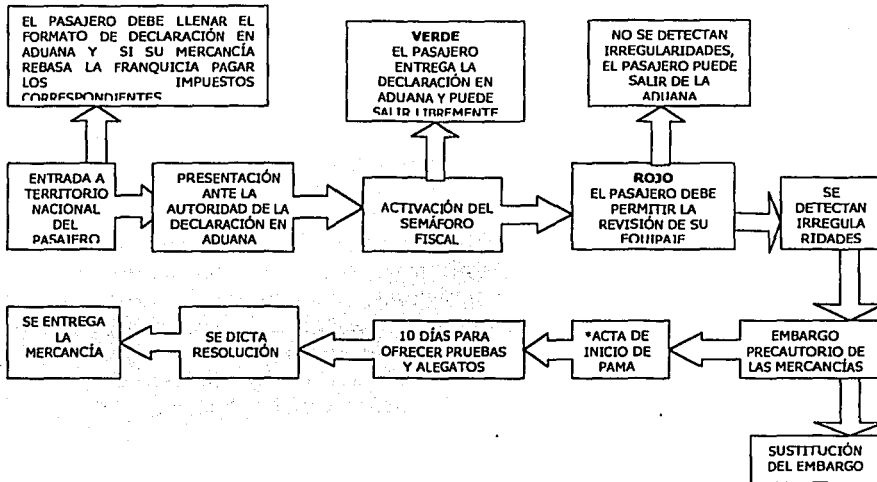 EL PASAJERO DEBE LLENAR EL
FORMATO DE DECLARACIÓN EN
ADUANA Y SI SU MERCANCÍA
REBASA LA FRANQUICIA PAGAR
LOS IMPUESTOS
CORRESPONDIENTES
VERDE
EL PASAJERO
ENTREGA LA
DECLARACIÓN EN
ADUANA Y PUEDE
SALIR LIBREMENTE
NO SE DETECTAN
IRREGULARIDADES,
EL PASAJERO PUEDE
SALIR DE LA
ADUANA
ENTRADA A
TERRITORIO
NACIONAL
DEL
PASAJERO
PRESENTACIÓN
ANTE LA
AUTORIDAD DE LA
DECLARACIÓN EN
ADUANA
ACTIVACIÓN DEL
SEMÁFORO
FISCAL
ROJO
EL PASAJERO DEBE
PERMITIR LA
REVISIÓN DE SU
EQUIPAJE
SE
DETECTAN
IRREGULA
RIDADES
SE ENTREGA
LA
MERCANCÍA
SE DICTA
RESOLUCIÓN
10 DÍAS PARA
OFRECER PRUEBAS
Y ALEGATOS
*ACTA DE
INICIO DE
PAMA
EMBARGO
PRECAUTORIO DE
LAS MERCANCÍAS
SUSTITUCIÓN
DEL EMBARGO